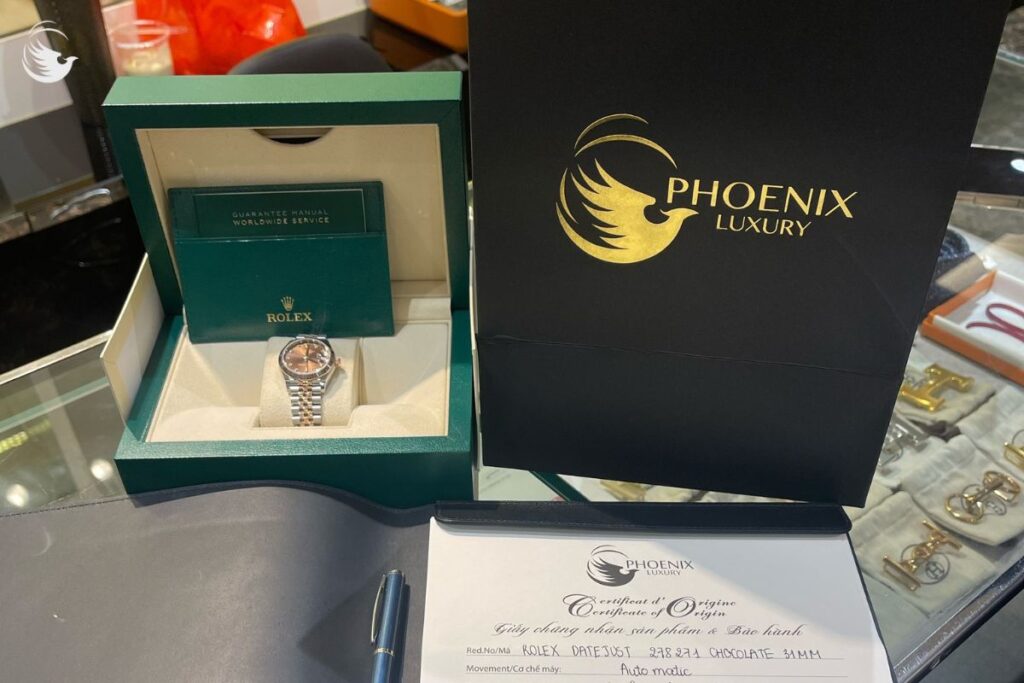 GUARANTEE MANUAL
WORLDWIDE SERVICE
ROLEX
PHOENIX
LUXURY
PHOENIX
LUXURY
Certificat d' Origine
Certificate of Origin
Giấy chứng nhận sản phẩm & Bảo hành
Red.No/Mã ROLEX DATEJUST 278271 CHOCOLATE 31MM
Movement/Cơ chế máy: Automatic